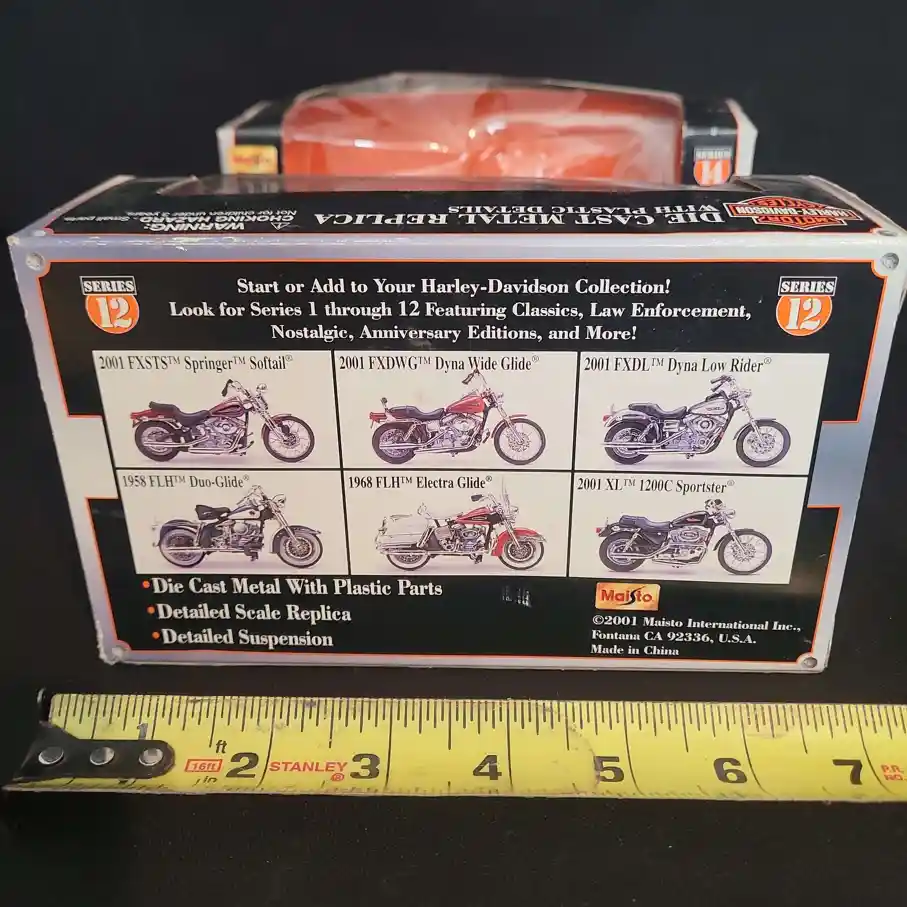 Maisto
SERIES
11
WARNING:
CHOKING HAZARD
Small parts.
Not for children under 3 years.
DIE CAST METAL REPLICA
WITH PLASTIC DETAILS
MOTOR
HARLEY-DAVIDSON
CYCLES
SERIES
12
Start or Add to Your Harley-Davidson Collection!
Look for Series 1 through 12 Featuring Classics, Law Enforcement,
Nostalgic, Anniversary Editions, and More!
SERIES
12
2001 FXSTS™ Springer™ Softail®
2001 FXDWG™ Dyna Wide Glide®
2001 FXDL™ Dyna Low Rider®
1958 FLH™ Duo-Glide®
1968 FLH™ Electra Glide®
2001 XL™ 1200C Sportster®
•Die Cast Metal With Plastic Parts
•Detailed Scale Replica
•Detailed Suspension
Maisto
©2001 Maisto International Inc.,
Fontana CA 92336, U.S.A.
Made in China
1
ft
16ft
in
2
STANLEY®
3
4
5
6
7
P.R.
NO.